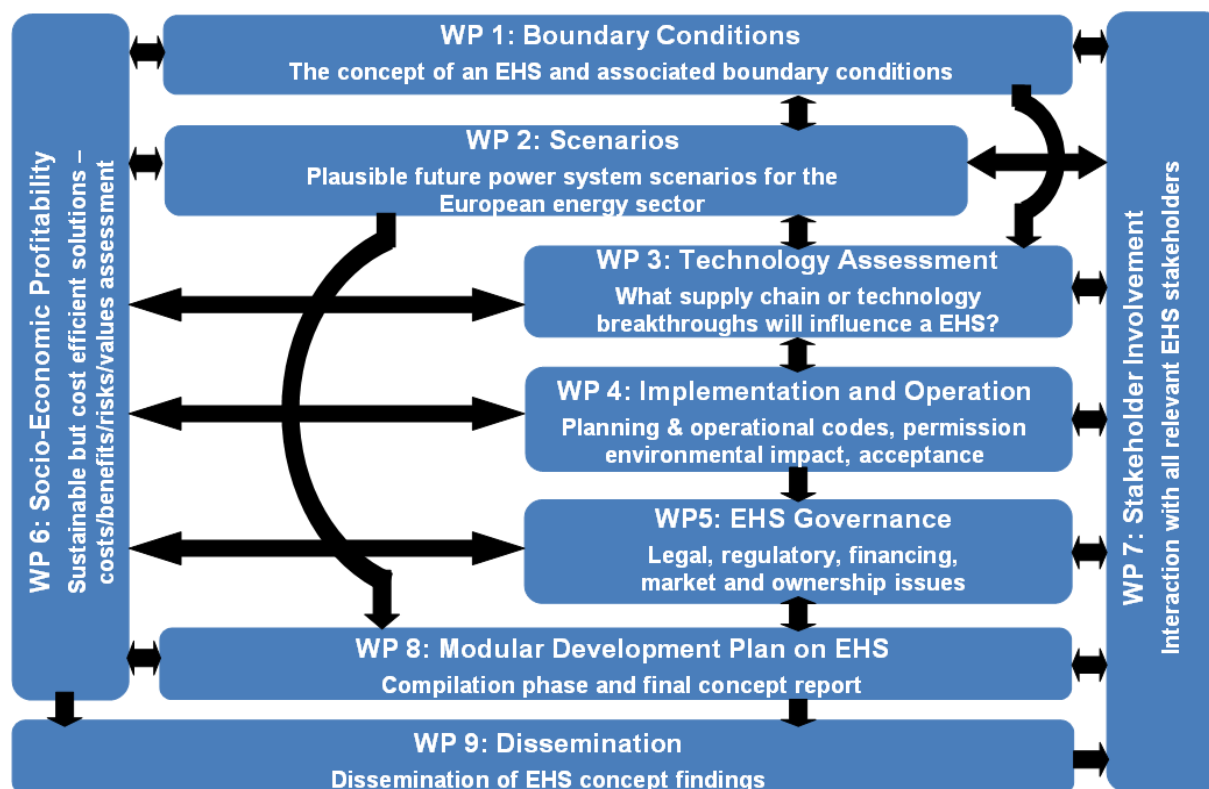 WP 6: Socio-Economic Profitability
Sustainable but cost efficient solutions –
costs/benefits/risks/values assessment
WP 1: Boundary Conditions
The concept of an EHS and associated boundary conditions
WP 2: Scenarios
Plausible future power system scenarios for the
European energy sector
WP 3: Technology Assessment
What supply chain or technology
breakthroughs will influence a EHS?
WP 4: Implementation and Operation
Planning & operational codes, permission
environmental impact, acceptance
WP5: EHS Governance
Legal, regulatory, financing,
market and ownership issues
WP 8: Modular Development Plan on EHS
Compilation phase and final concept report
WP 9: Dissemination
Dissemination of EHS concept findings
WP 7: Stakeholder Involvement
Interaction with all relevant EHS stakeholders